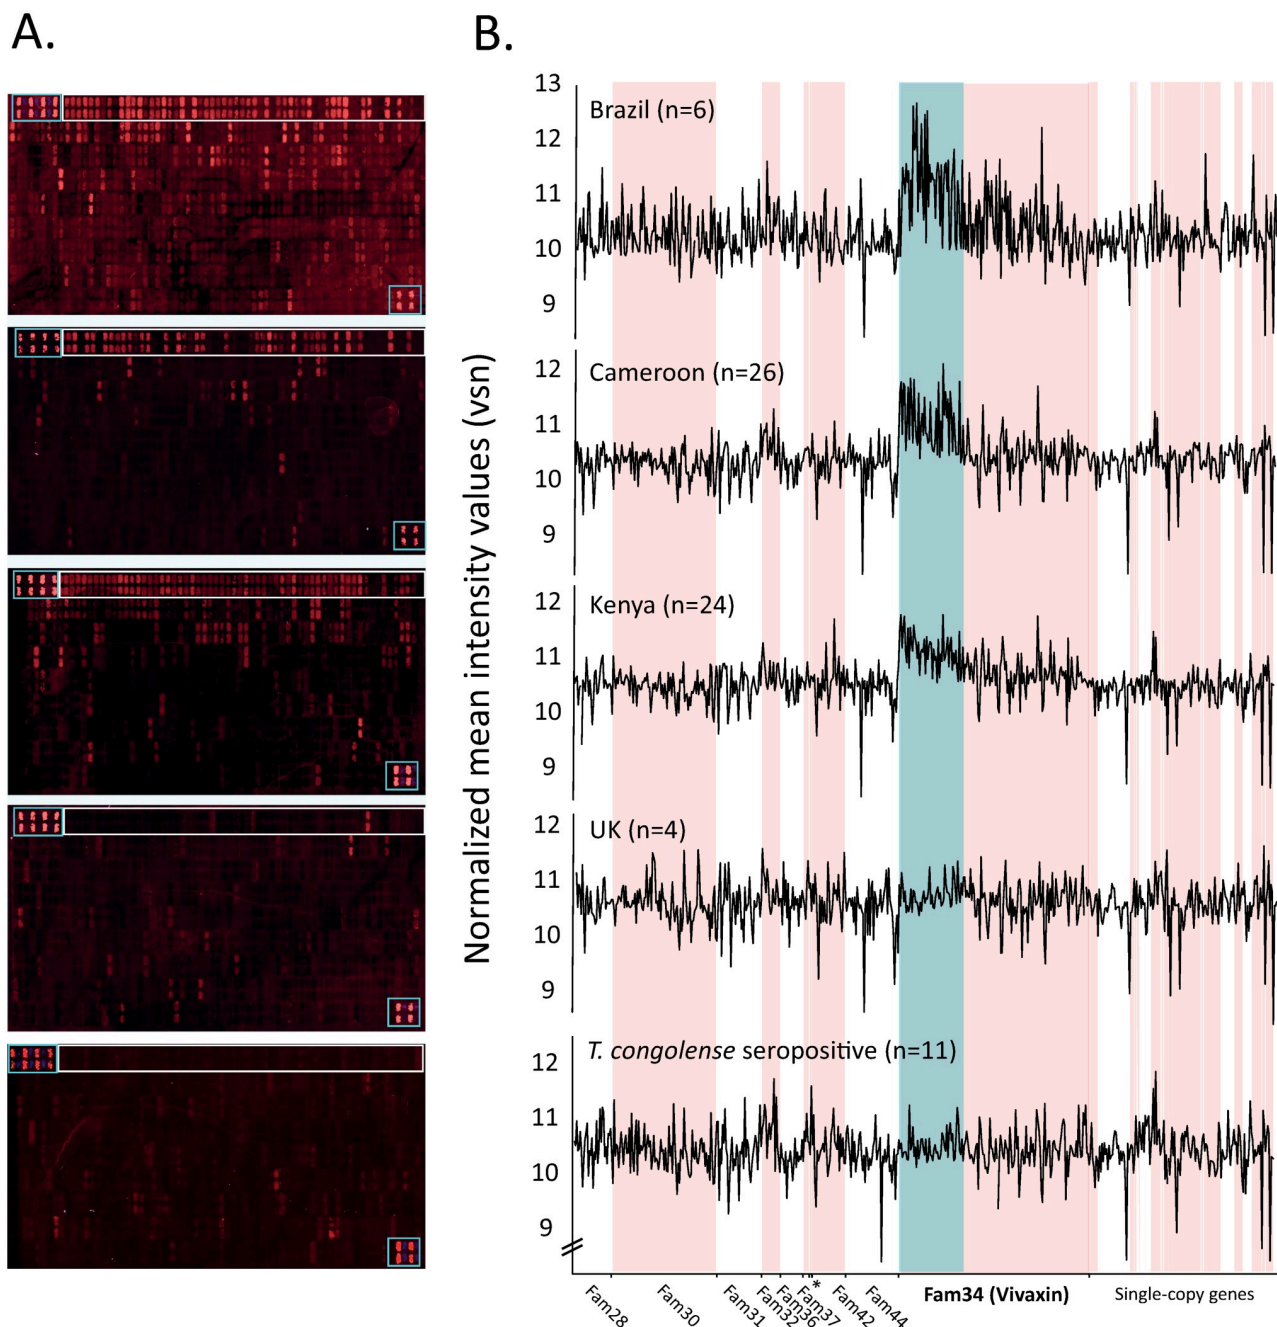 A.
B.
Normalized mean intensity values (vsn)
13
12
11
10
9
Brazil (n=6)
12
11
10
9
Cameroon (n=26)
12
11
10
9
Kenya (n=24)
12
11
10
9
UK (n=4)
12
11
10
9
T. congolense seropositive (n=11)
Fam28
Fam30
Fam31
Fam32
Fam36
Fam37
*
Fam42
Fam44
Fam34 (Vivaxin)
Single-copy genes